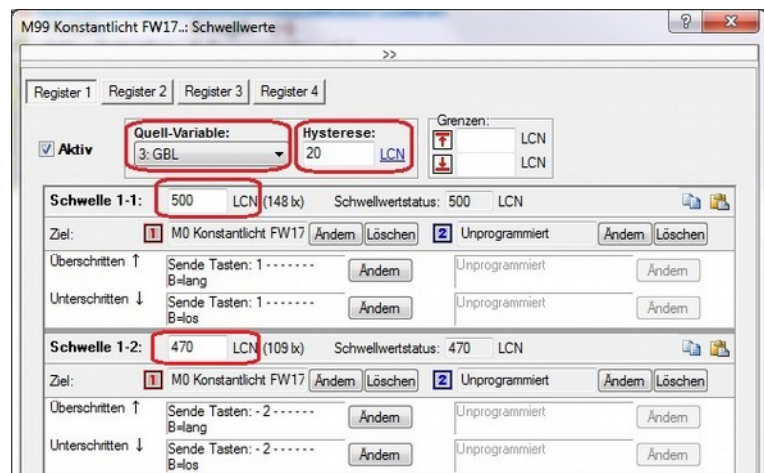 M99 Konstantlicht FW17..: Schwellwerte
>>
Register 1 Register 2 Register 3 Register 4
Aktiv
Quell-Variable:
3: GBL
Hysterese:
20 LCN
Grenzen:
LCN
LCN
Schwelle 1-1: 500 LCN (148 lx) Schwellwertstatus: 500 LCN
Ziel: 1 M0 Konstantlicht FW17 Ändern Löschen 2 Unprogrammiert Ändern Löschen
Überschritten ↑ Sende Tasten: 1 - - - - - - - B=lang Ändern Unprogrammiert Ändern
Unterschritten ↓ Sende Tasten: 1 - - - - - - - B=los Ändern Unprogrammiert Ändern
Schwelle 1-2: 470 LCN (109 lx) Schwellwertstatus: 470 LCN
Ziel: 1 M0 Konstantlicht FW17 Ändern Löschen 2 Unprogrammiert Ändern Löschen
Überschritten ↑ Sende Tasten: - 2 - - - - - - B=lang Ändern Unprogrammiert Ändern
Unterschritten ↓ Sende Tasten: - 2 - - - - - - B=los Ändern Unprogrammiert Ändern